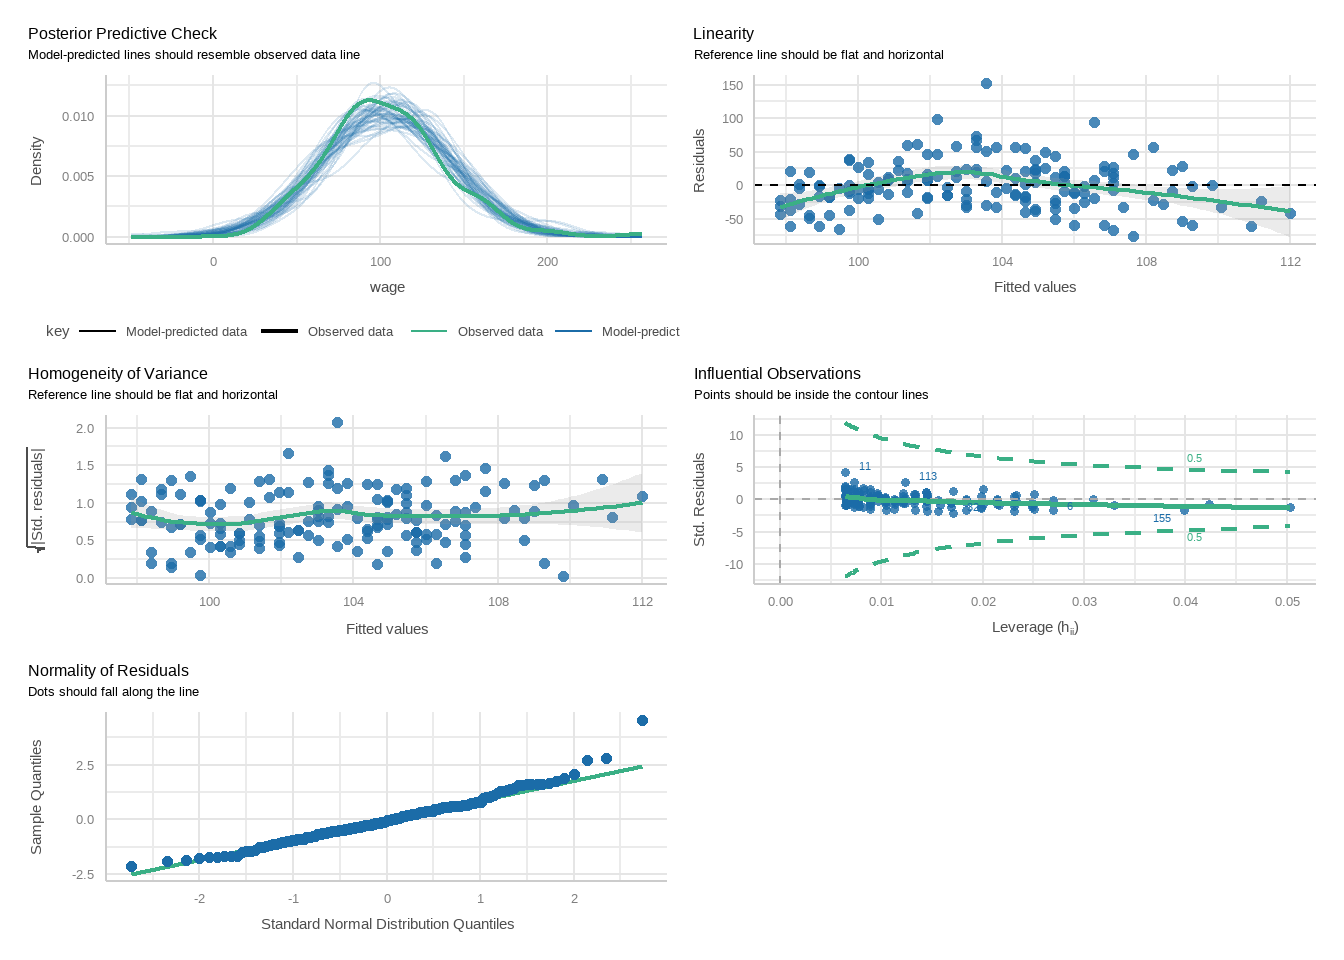 Posterior Predictive Check
Model-predicted lines should resemble observed data line
Density
0.010
0.005
0.000
0
100
200
wage
key
Model-predicted data
Observed data
Observed data
Model-predict
Linearity
Reference line should be flat and horizontal
Residuals
150
100
50
0
-50
100
104
108
112
Fitted values
Homogeneity of Variance
Reference line should be flat and horizontal
√|Std. residuals|
2.0
1.5
1.0
0.5
0.0
100
104
108
112
Fitted values
Influential Observations
Points should be inside the contour lines
Std. Residuals
10
5
0
-5
-10
11
113
0.5
6
155
0.5
0.00
0.01
0.02
0.03
0.04
0.05
Leverage (hii)
Normality of Residuals
Dots should fall along the line
Sample Quantiles
2.5
0.0
-2.5
-2
-1
0
1
2
Standard Normal Distribution Quantiles